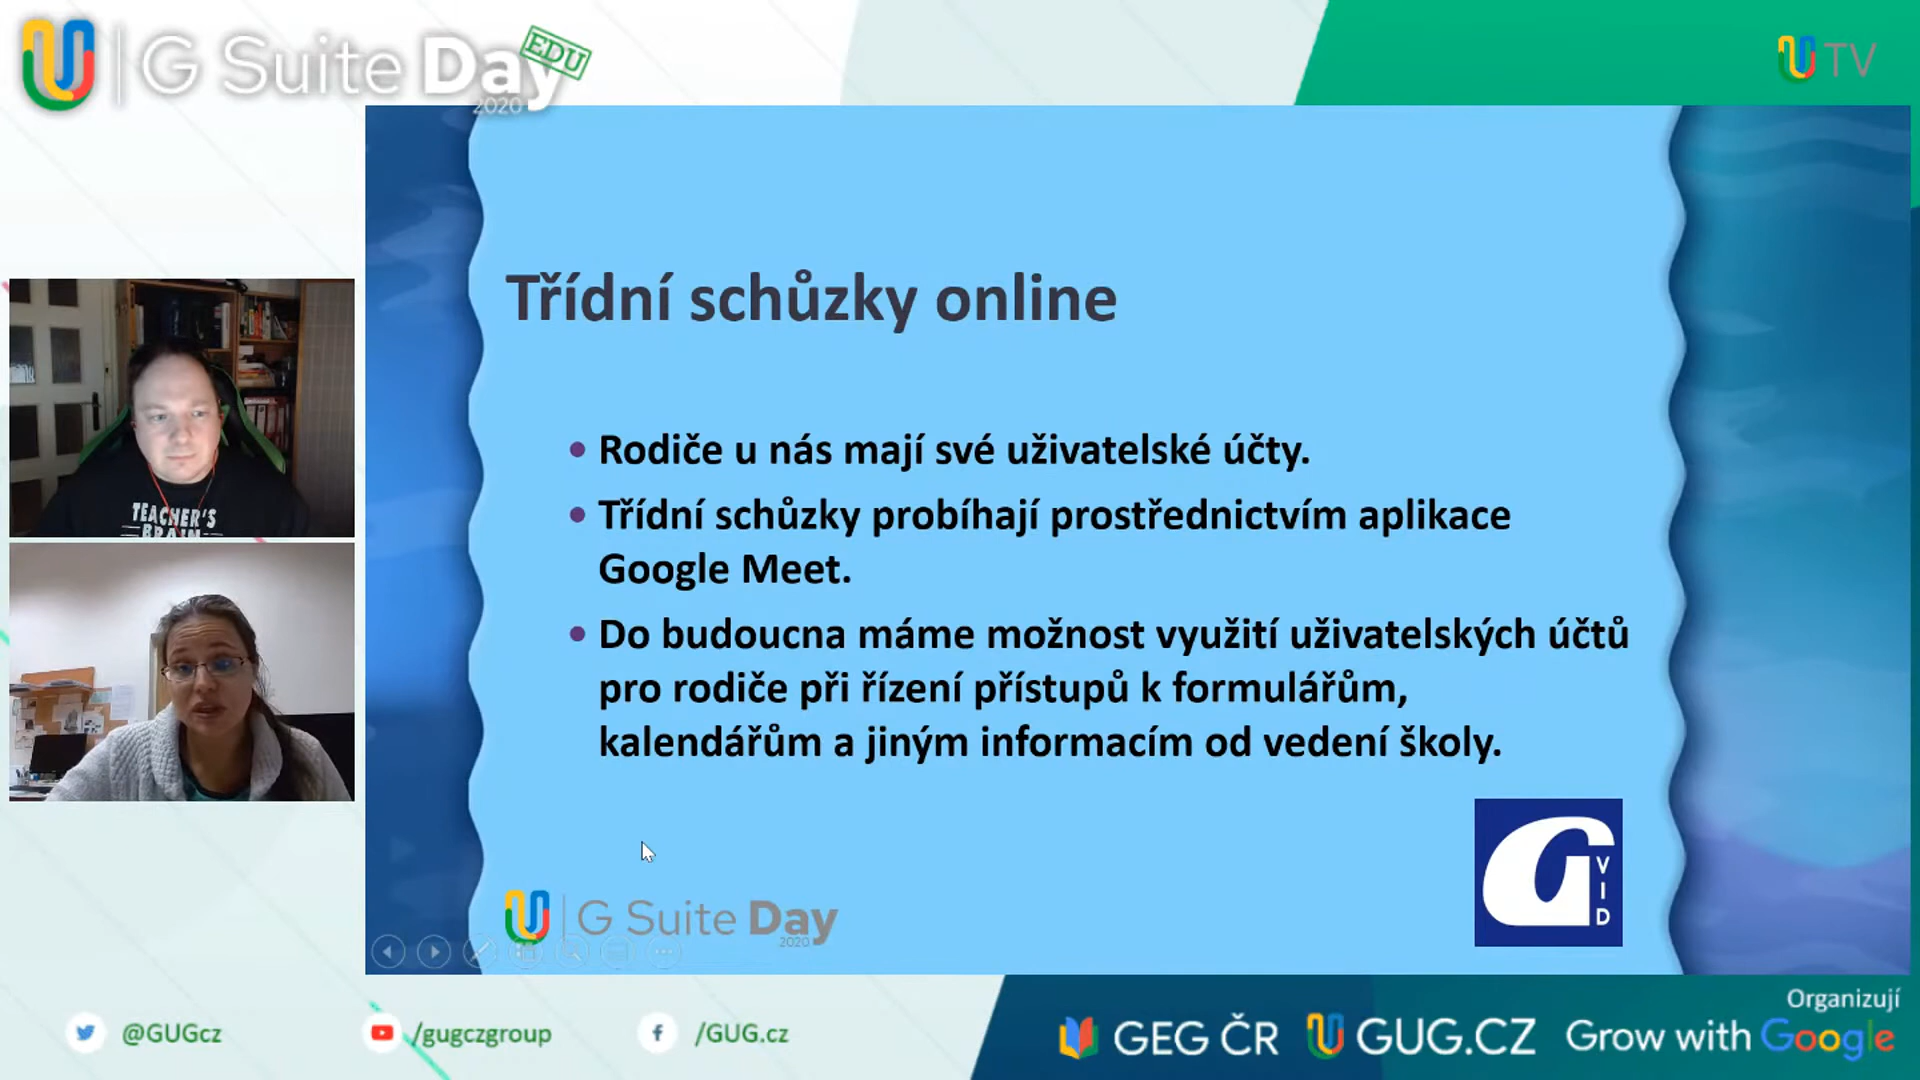 G Suite Day
EDU
2020
TV
Třídní schůzky online
Rodiče u nás mají své uživatelské účty.
Třídní schůzky probíhají prostřednictvím aplikace
Google Meet.
Do budoucna máme možnost využití uživatelských účtů
pro rodiče při řízení přístupů k formulářům,
kalendářům a jiným informacím od vedení školy.
TEACHER'S
BRAIN
G VID
G Suite Day
2020
@GUGcz
/gugczgroup
/GUG.cz
Organizují
GEG ČR
GUG.CZ
Grow with Google